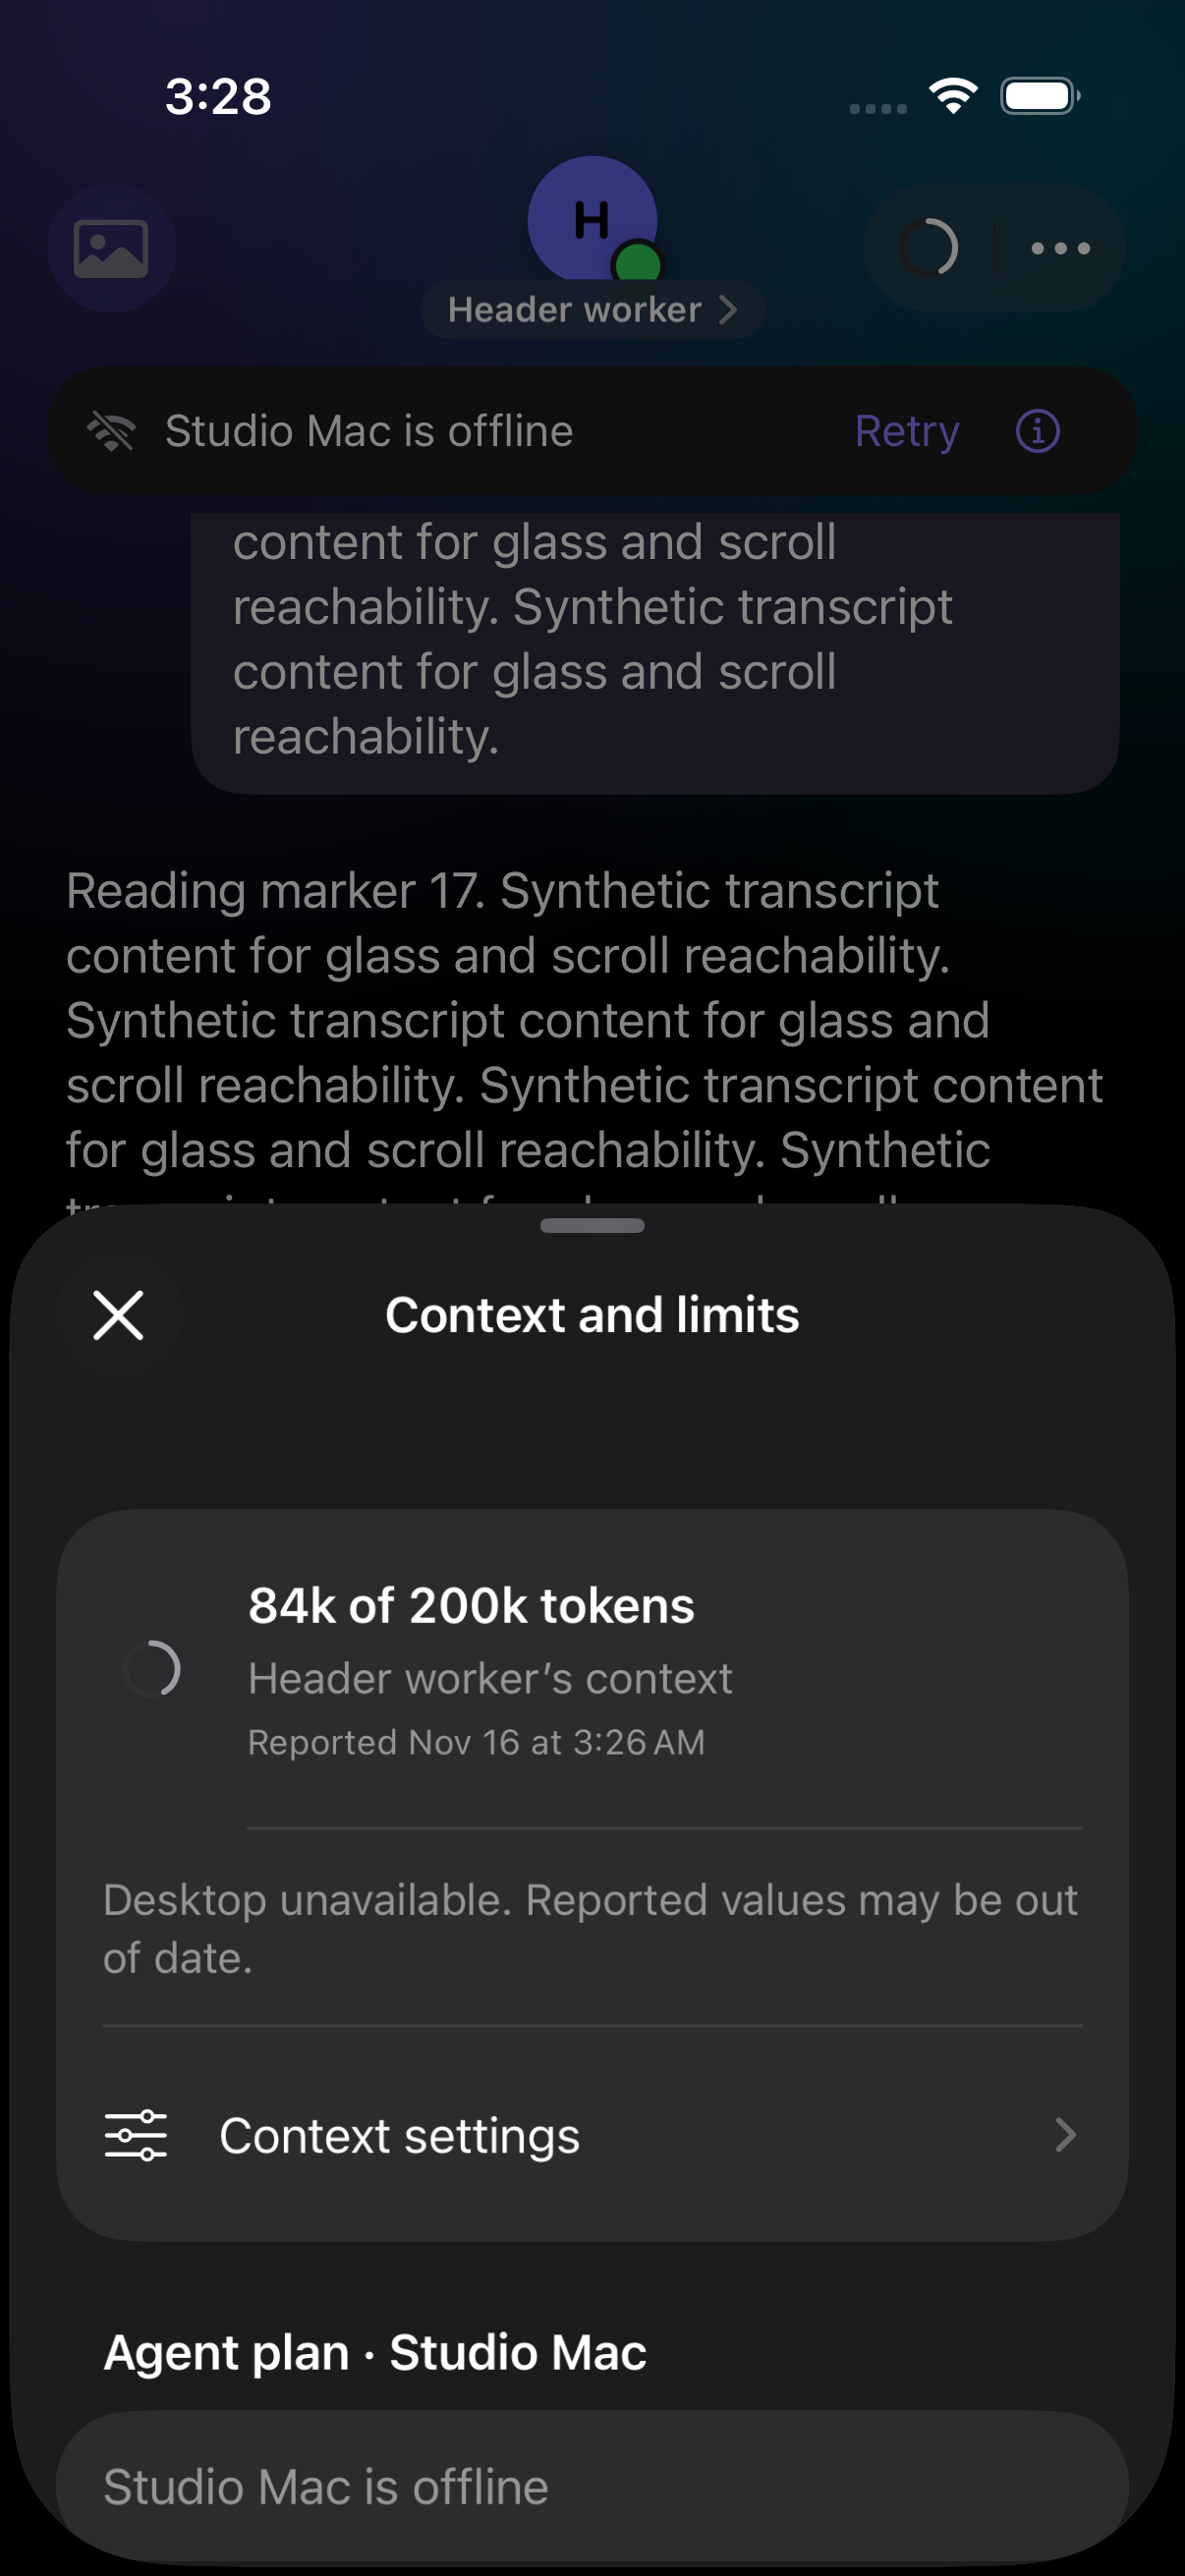 3:28
H
Header worker
Studio Mac is offline
Retry
content for glass and scroll
reachability. Synthetic transcript
content for glass and scroll
reachability.
Reading marker 17. Synthetic transcript
content for glass and scroll reachability.
Synthetic transcript content for glass and
scroll reachability. Synthetic transcript content
for glass and scroll reachability. Synthetic
Context and limits
84k of 200k tokens
Header worker’s context
Reported Nov 16 at 3:26 AM
Desktop unavailable. Reported values may be out
of date.
Context settings
Agent plan · Studio Mac
Studio Mac is offline